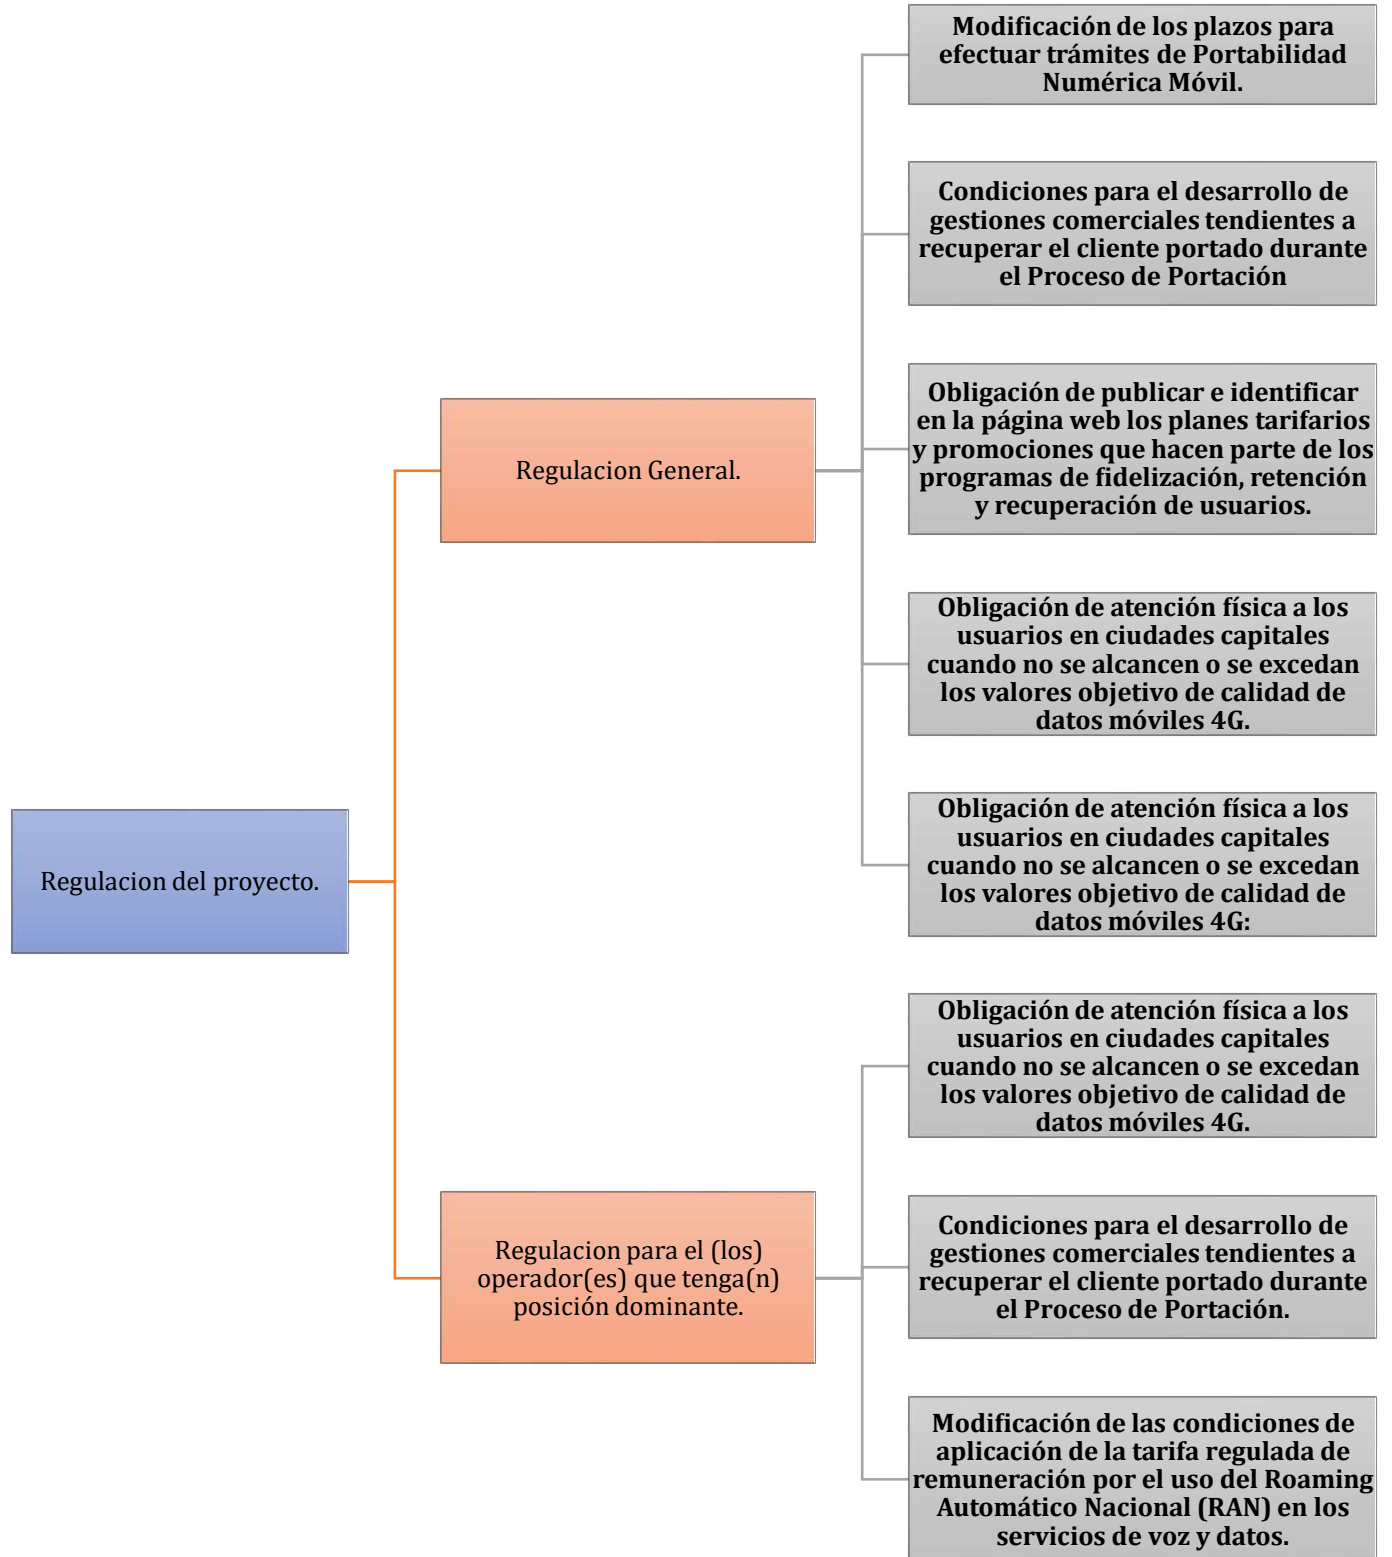 Regulacion del proyecto.
Regulacion General.
Modificación de los plazos para
efectuar trámites de Portabilidad
Numérica Móvil.
Condiciones para el desarrollo de
gestiones comerciales tendientes a
recuperar el cliente portado durante
el Proceso de Portación
Obligación de publicar e identificar
en la página web los planes tarifarios
y promociones que hacen parte de los
programas de fidelización, retención
y recuperación de usuarios.
Obligación de atención física a los
usuarios en ciudades capitales
cuando no se alcancen o se excedan
los valores objetivo de calidad de
datos móviles 4G.
Obligación de atención física a los
usuarios en ciudades capitales
cuando no se alcancen o se excedan
los valores objetivo de calidad de
datos móviles 4G:
Regulacion para el (los)
operador(es) que tenga(n)
posición dominante.
Obligación de atención física a los
usuarios en ciudades capitales
cuando no se alcancen o se excedan
los valores objetivo de calidad de
datos móviles 4G.
Condiciones para el desarrollo de
gestiones comerciales tendientes a
recuperar el cliente portado durante
el Proceso de Portación.
Modificación de las condiciones de
aplicación de la tarifa regulada de
remuneración por el uso del Roaming
Automático Nacional (RAN) en los
servicios de voz y datos.